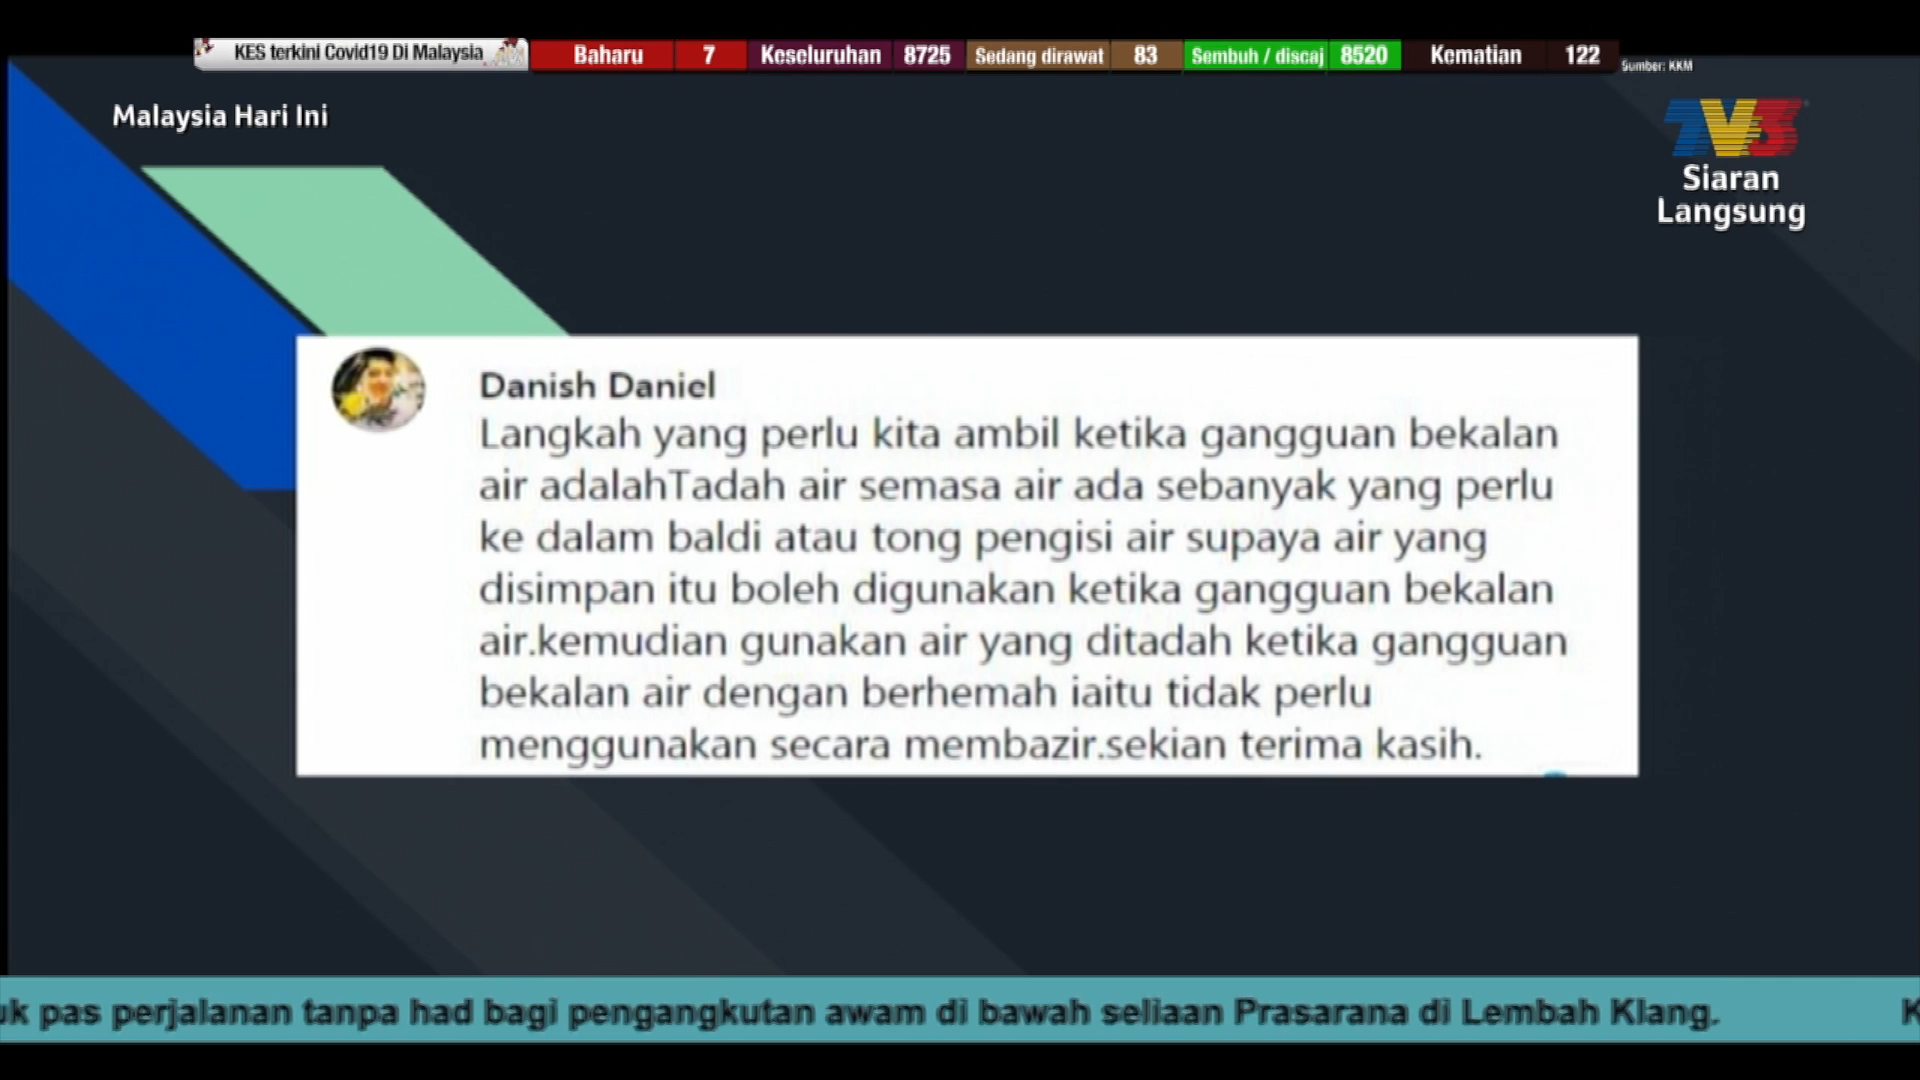 KES terkini Covid19 Di Malaysia Baharu 7 Keseluruhan 8725 Sedang dirawat 83 Sembuh / discaj 8520 Kematian 122
Sumber: KKM
Malaysia Hari Ini
TV3
Siaran
Langsung
Danish Daniel
Langkah yang perlu kita ambil ketika gangguan bekalan
air adalahTadah air semasa air ada sebanyak yang perlu
ke dalam baldi atau tong pengisi air supaya air yang
disimpan itu boleh digunakan ketika gangguan bekalan
air.kemudian gunakan air yang ditadah ketika gangguan
bekalan air dengan berhemah iaitu tidak perlu
menggunakan secara membazir.sekian terima kasih.
uk pas perjalanan tanpa had bagi pengangkutan awam di bawah seliaan Prasarana di Lembah Klang. K